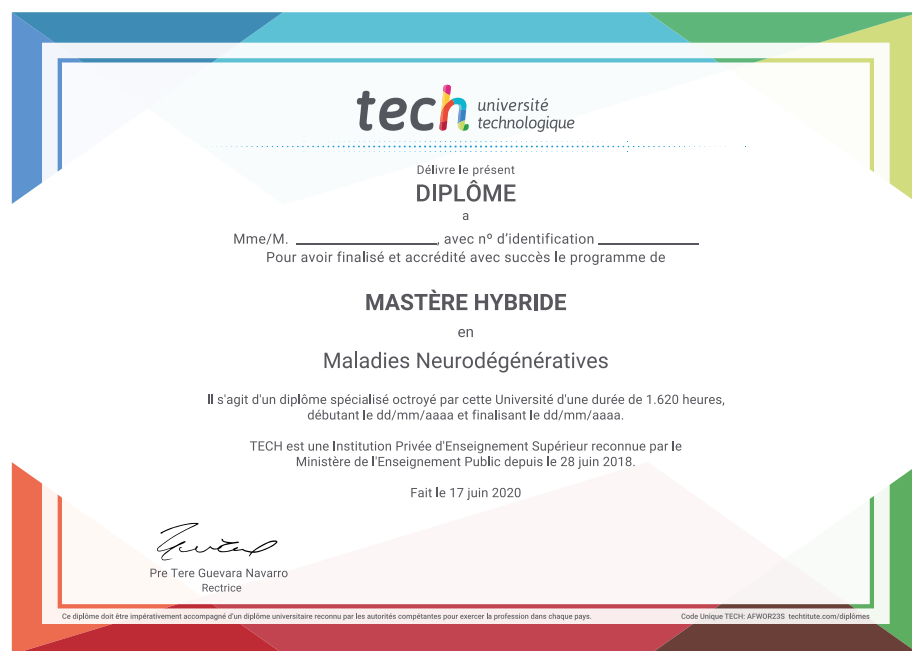 tech université
technologique
Délivre le présent
DIPLÔME
a
Mme/M. ____________________, avec nº d'identification ______________
Pour avoir finalisé et accrédité avec succès le programme de
MASTÈRE HYBRIDE
en
Maladies Neurodégénératives
Il s'agit d'un diplôme spécialisé octroyé par cette Université d'une durée de 1.620 heures,
débutant le dd/mm/aaaa et finalisant le dd/mm/aaaa.
TECH est une Institution Privée d'Enseignement Supérieur reconnue par le
Ministère de l'Enseignement Public depuis le 28 juin 2018.
Fait le 17 juin 2020
Pre Tere Guevara Navarro
Rectrice
Ce diplôme doit être impérativement accompagné d'un diplôme universitaire reconnu par les autorités compétentes pour exercer la profession dans chaque pays.
Code Unique TECH: AFWOR23S techtitute.com/diplômes